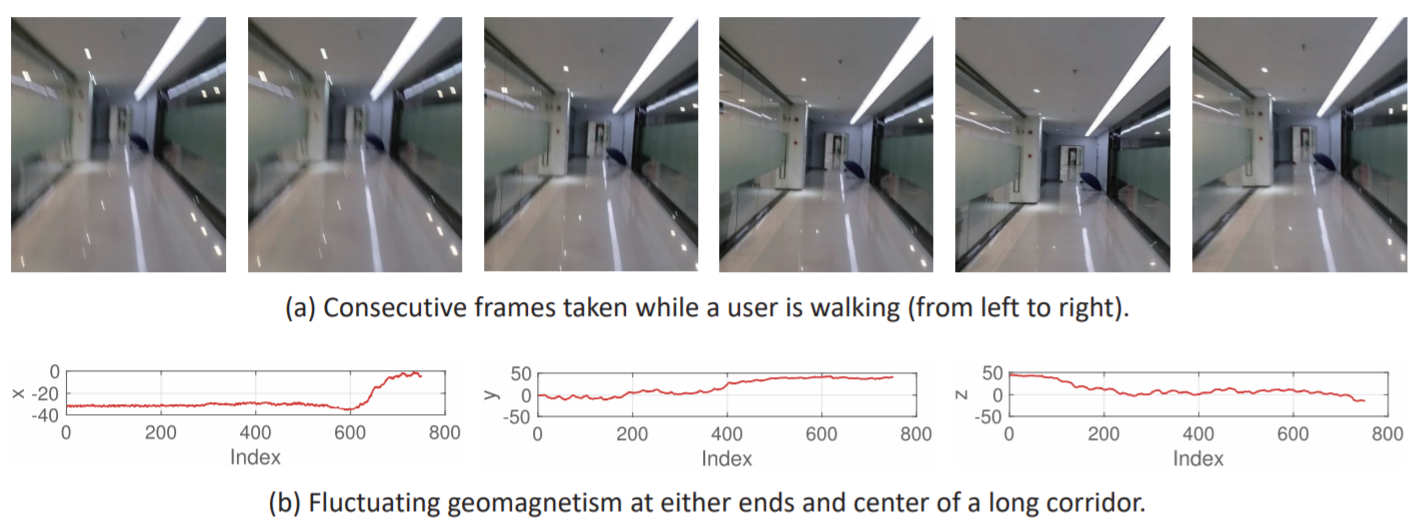 (a) Consecutive frames taken while a user is walking (from left to right).
x
0
-20
-40
0 200 400 600 800
Index
y
50
0
-50
0 200 400 600 800
Index
z
50
0
-50
0 200 400 600 800
Index
(b) Fluctuating geomagnetism at either ends and center of a long corridor.